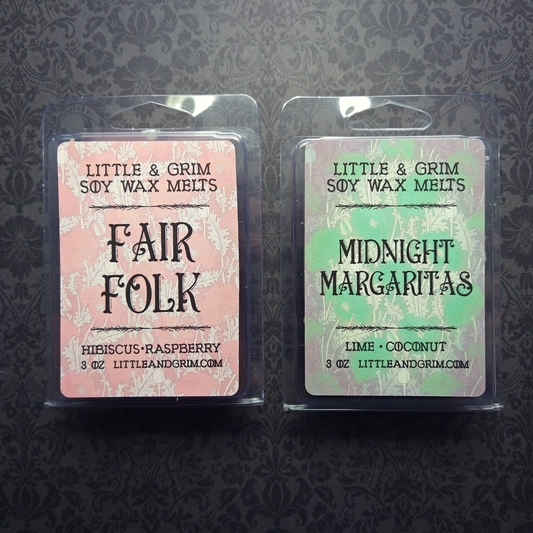 LITTLE & GRIM
SOY WAX MELTS
FAIR
FOLK
HIBISCUS•RASPBERRY
3 OZ LITTLEANDGRIM.COM
LITTLE & GRIM
SOY WAX MELTS
MIDNIGHT
MARGARITAS
LIME • COCONUT
3 OZ LITTLEANDGRIM.COM